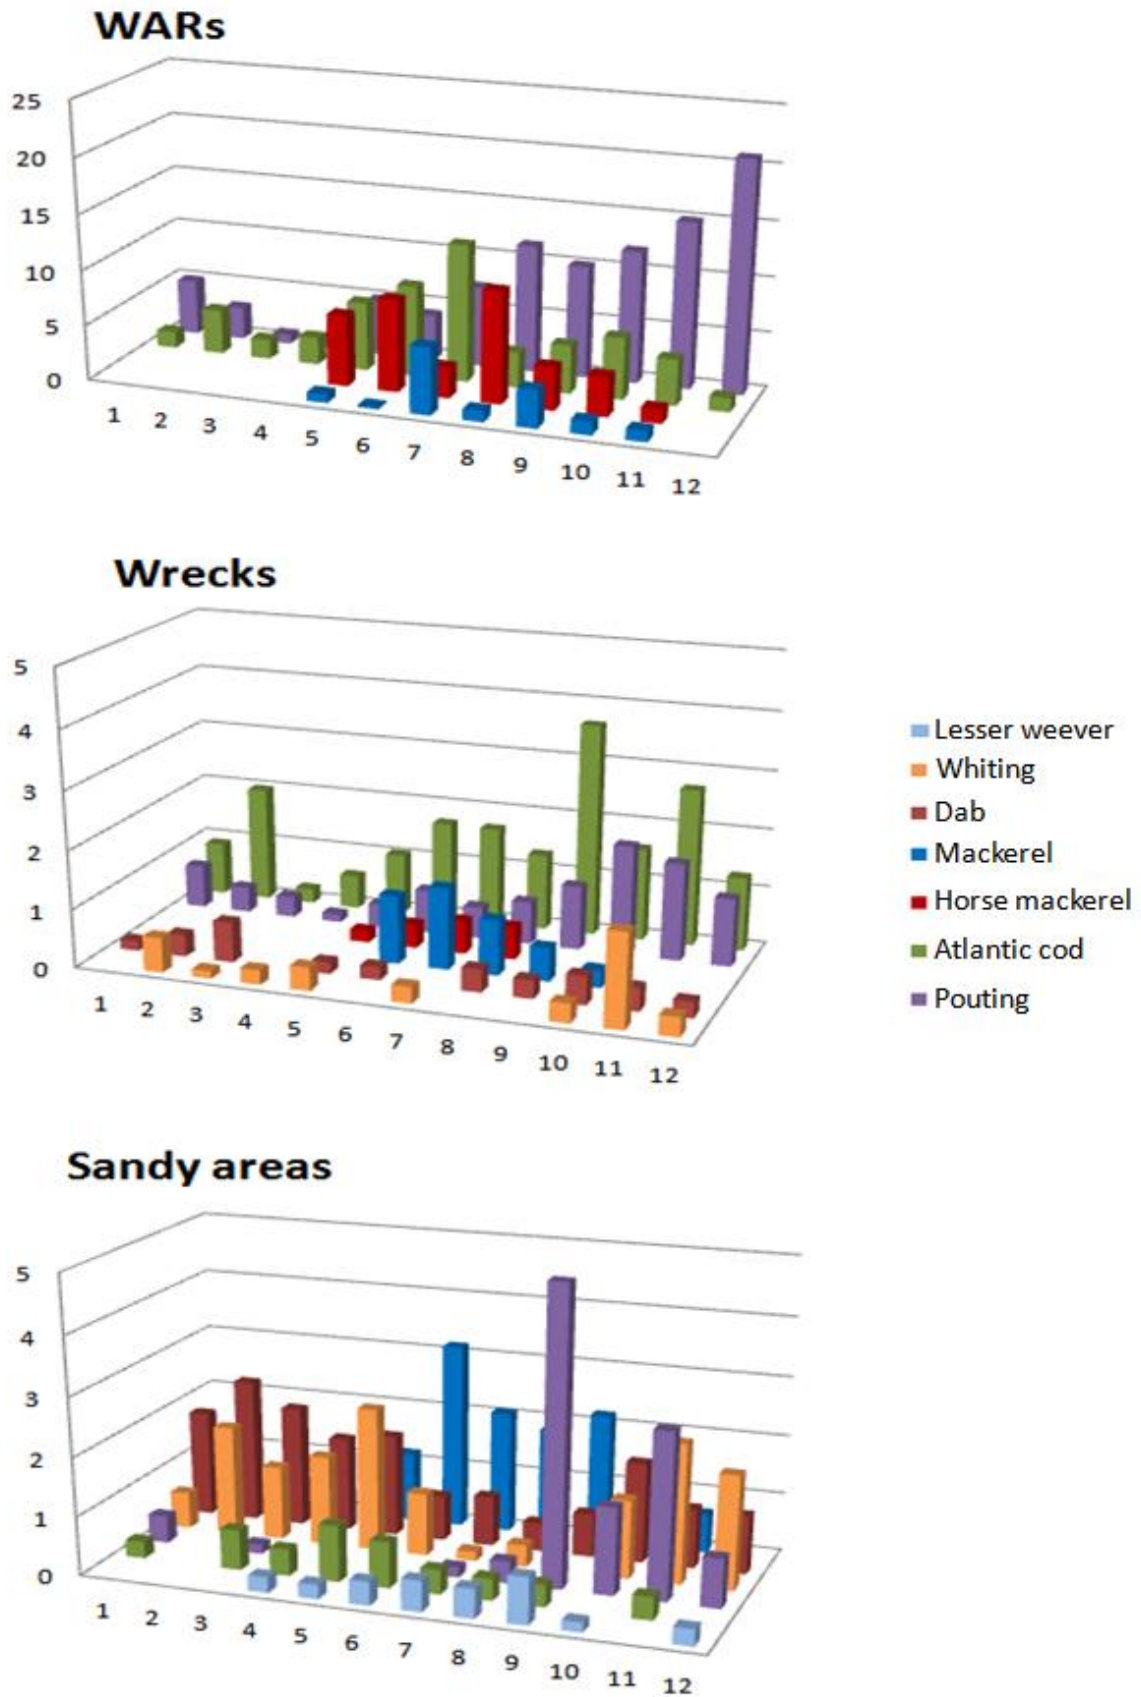 WARs
25
20
15
10
5
0
1 2 3 4 5 6 7 8 9 10 11 12
Wrecks
5
4
3
2
1
0
1 2 3 4 5 6 7 8 9 10 11 12
Lesser weever
Whiting
Dab
Mackerel
Horse mackerel
Atlantic cod
Pouting
Sandy areas
5
4
3
2
1
0
1 2 3 4 5 6 7 8 9 10 11 12